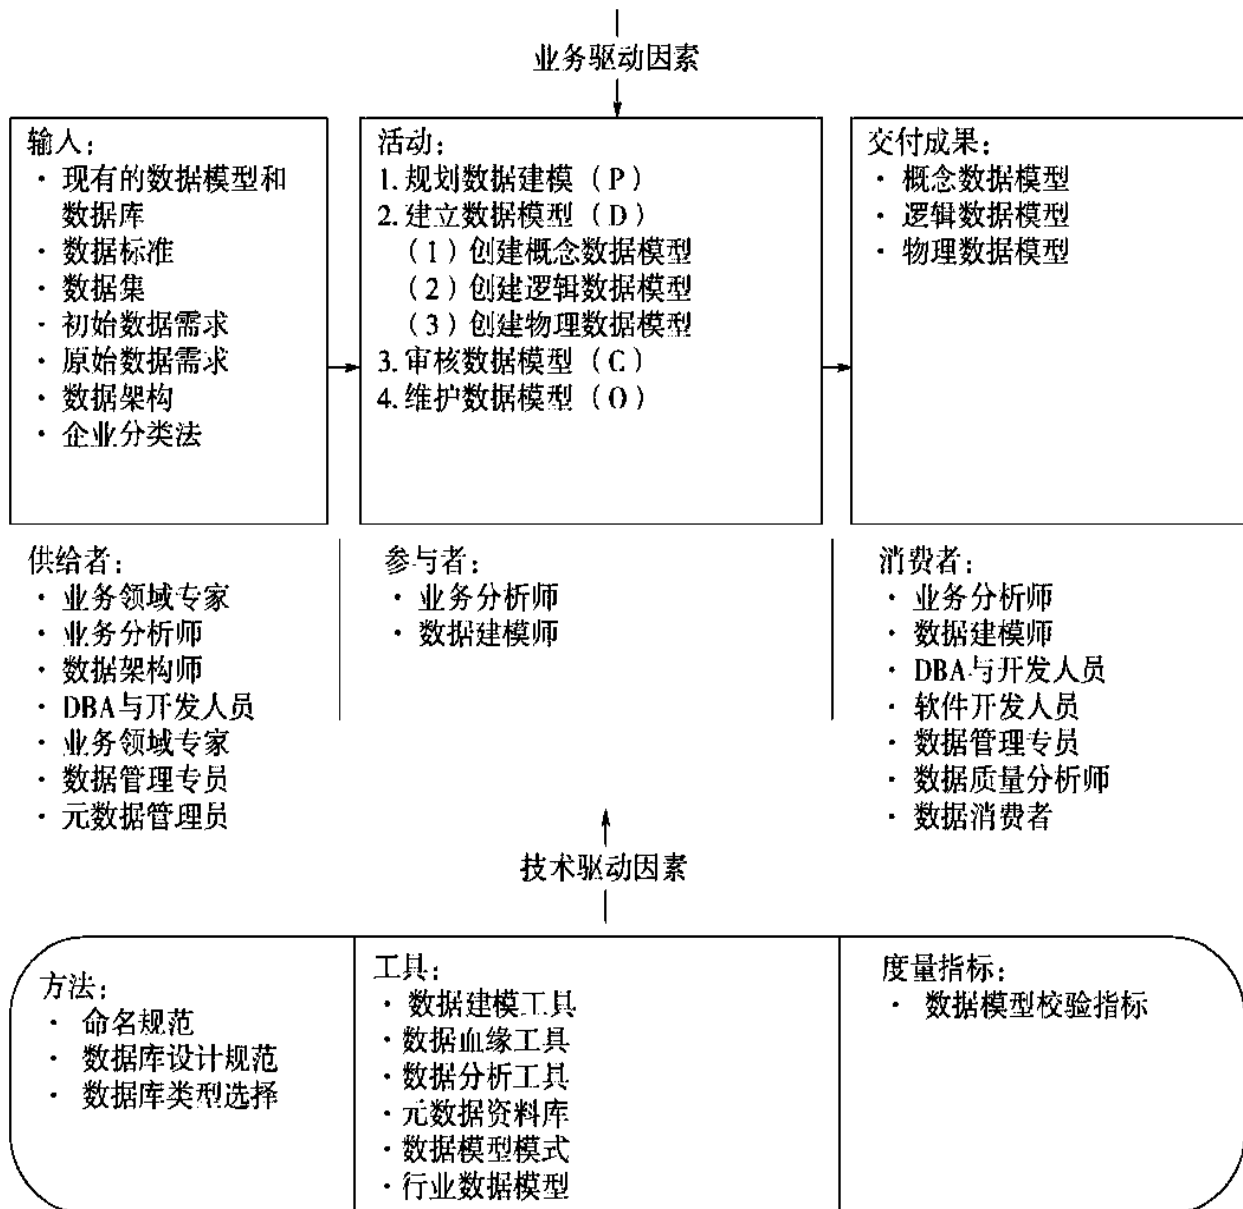 业务驱动因素
输入：
· 现有的数据模型和
数据库
· 数据标准
· 数据集
· 初始数据需求
· 原始数据需求
· 数据架构
· 企业分类法
活动：
1. 规划数据建模（P）
2. 建立数据模型（D）
（1）创建概念数据模型
（2）创建逻辑数据模型
（3）创建物理数据模型
3. 审核数据模型（C）
4. 维护数据模型（O）
交付成果：
· 概念数据模型
· 逻辑数据模型
· 物理数据模型
供给者：
· 业务领域专家
· 业务分析师
· 数据架构师
· DBA与开发人员
· 业务领域专家
· 数据管理专员
· 元数据管理员
参与者：
· 业务分析师
· 数据建模师
消费者：
· 业务分析师
· 数据建模师
· DBA与开发人员
· 软件开发人员
· 数据管理专员
· 数据质量分析师
· 数据消费者
技术驱动因素
方法：
· 命名规范
· 数据库设计规范
· 数据库类型选择
工具：
· 数据建模工具
· 数据血缘工具
· 数据分析工具
· 元数据资料库
· 数据模型模式
· 行业数据模型
度量指标：
· 数据模型校验指标